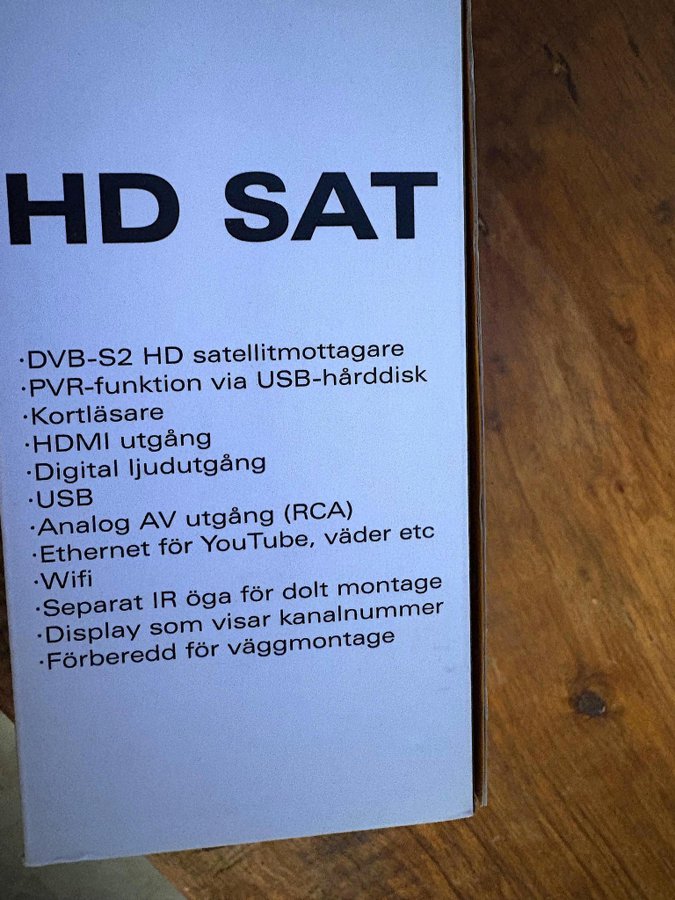 HD SAT
·DVB-S2 HD satellitmottagare
·PVR-funktion via USB-hårddisk
·Kortläsare
·HDMI utgång
·Digital ljudutgång
·USB
·Analog AV utgång (RCA)
·Ethernet för YouTube, väder etc
·Wifi
·Separat IR öga för dolt montage
·Display som visar kanalnummer
·Förberedd för väggmontage